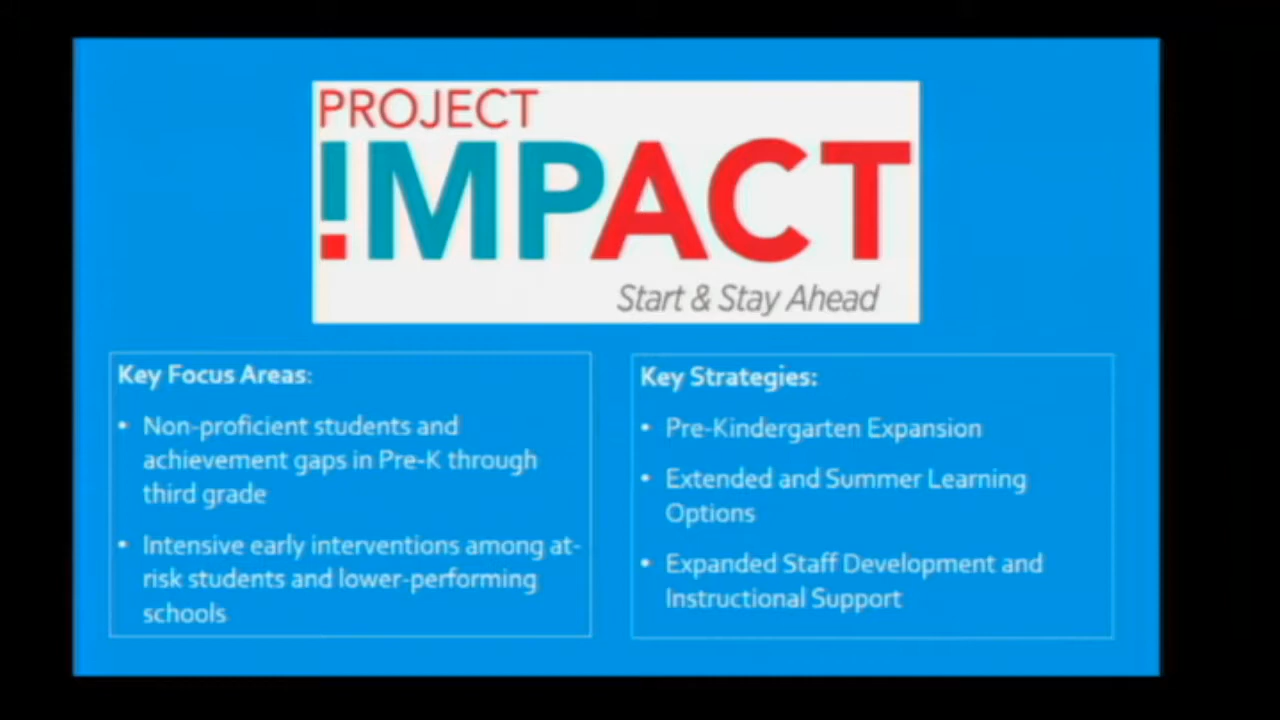 PROJECT
!MPACT
Start & Stay Ahead
Key Focus Areas:
• Non-proficient students and
achievement gaps in Pre-K through
third grade
• Intensive early interventions among at-
risk students and lower-performing
schools
Key Strategies:
• Pre-Kindergarten Expansion
• Extended and Summer Learning
Options
• Expanded Staff Development and
Instructional Support